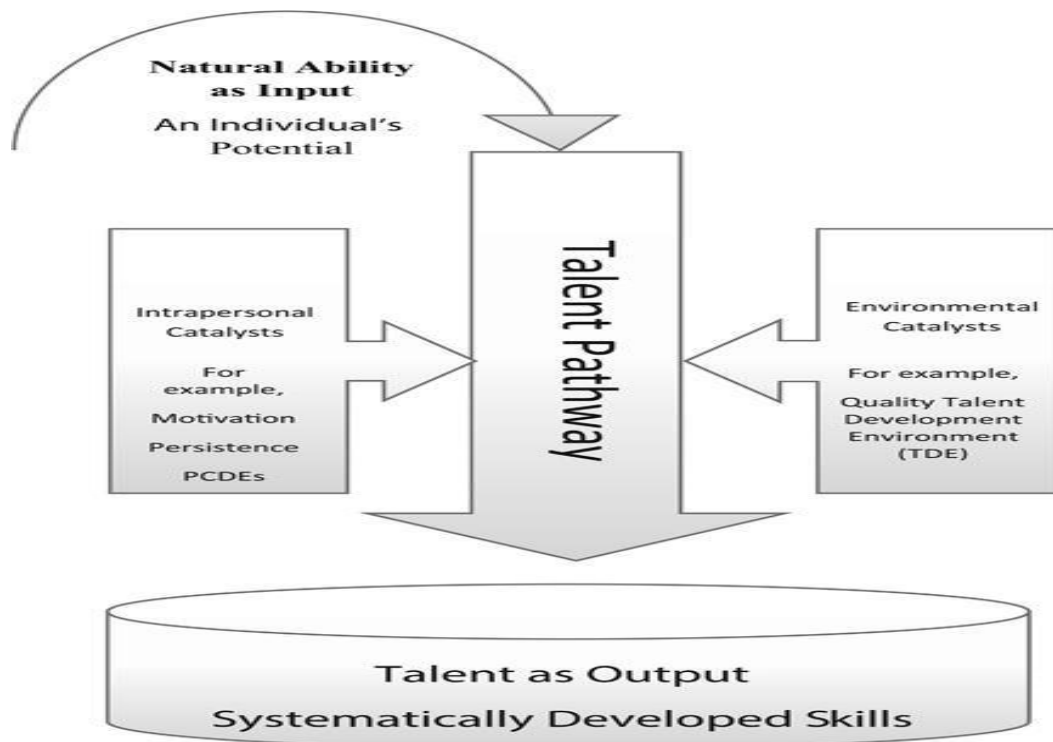 Natural Ability
as Input
An Individual's
Potential
Intrapersonal
Catalysts
For
example,
Motivation
Persistence
PCDEs
Talent Pathway
Environmental
Catalysts
For example,
Quality Talent
Development
Environment
(TDE)
Talent as Output
Systematically Developed Skills